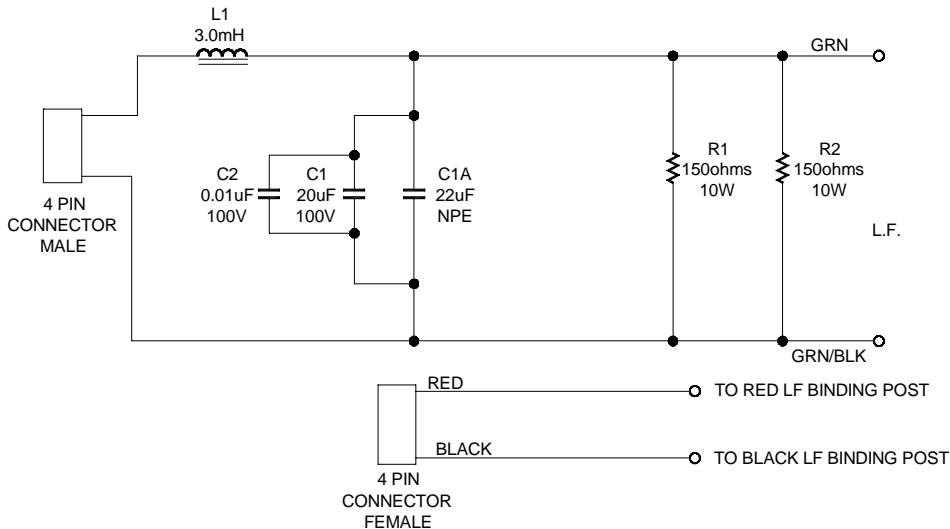 L1
3.0mH
GRN
C2
0.01uF
100V
C1
20uF
100V
C1A
22uF
NPE
R1
150ohms
10W
R2
150ohms
10W
4 PIN
CONNECTOR
MALE
L.F.
GRN/BLK
RED
TO RED LF BINDING POST
BLACK
TO BLACK LF BINDING POST
4 PIN
CONNECTOR
FEMALE